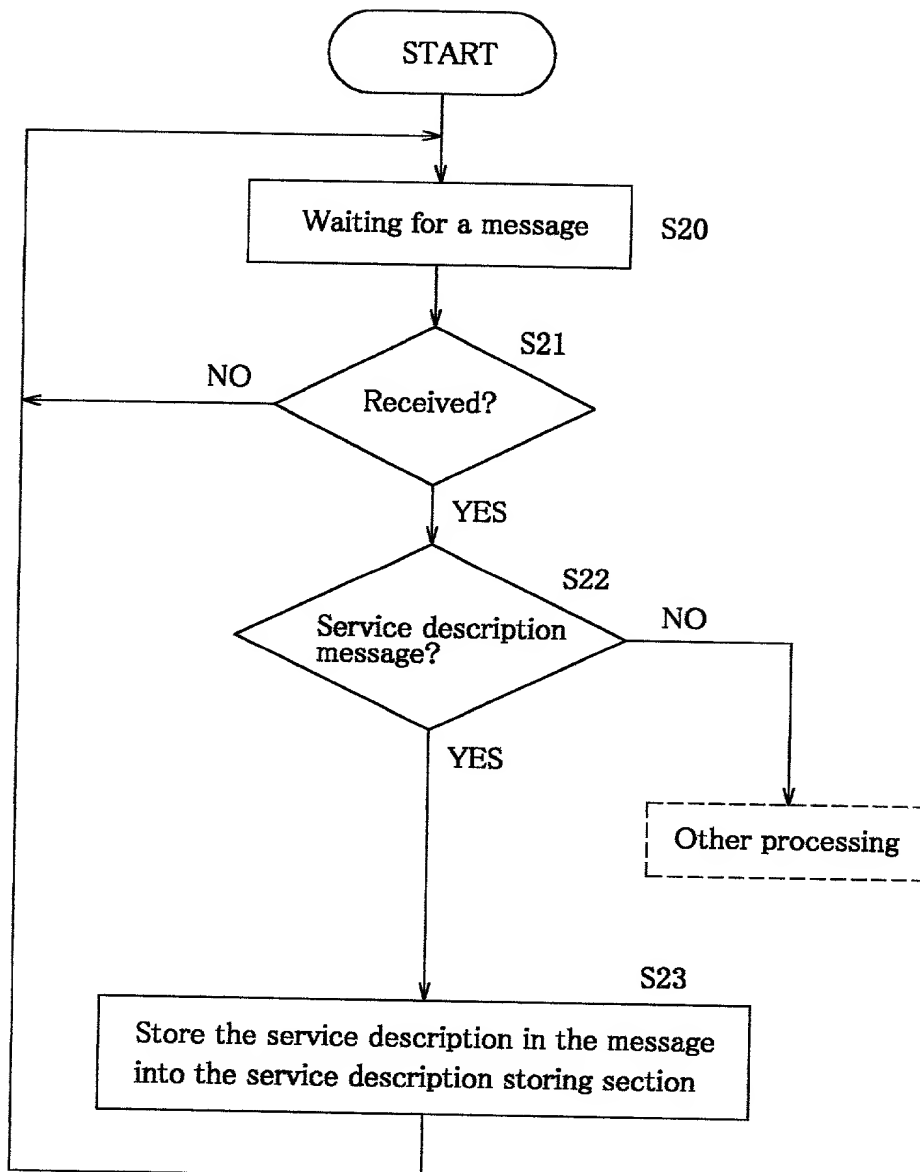 START
Waiting for a message
S20
S21
NO
Received?
YES
S22
NO
Service description
message?
YES
Other processing
S23
Store the service description in the message
into the service description storing section